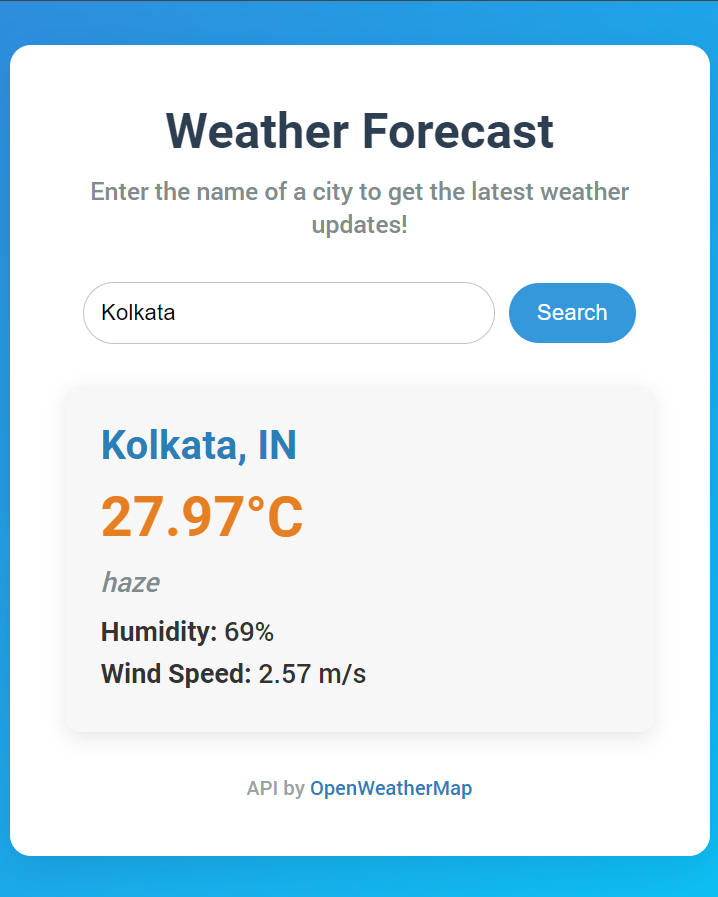 Weather Forecast
Enter the name of a city to get the latest weather
updates!
Kolkata
Search
Kolkata, IN
27.97°C
haze
Humidity: 69%
Wind Speed: 2.57 m/s
API by OpenWeatherMap